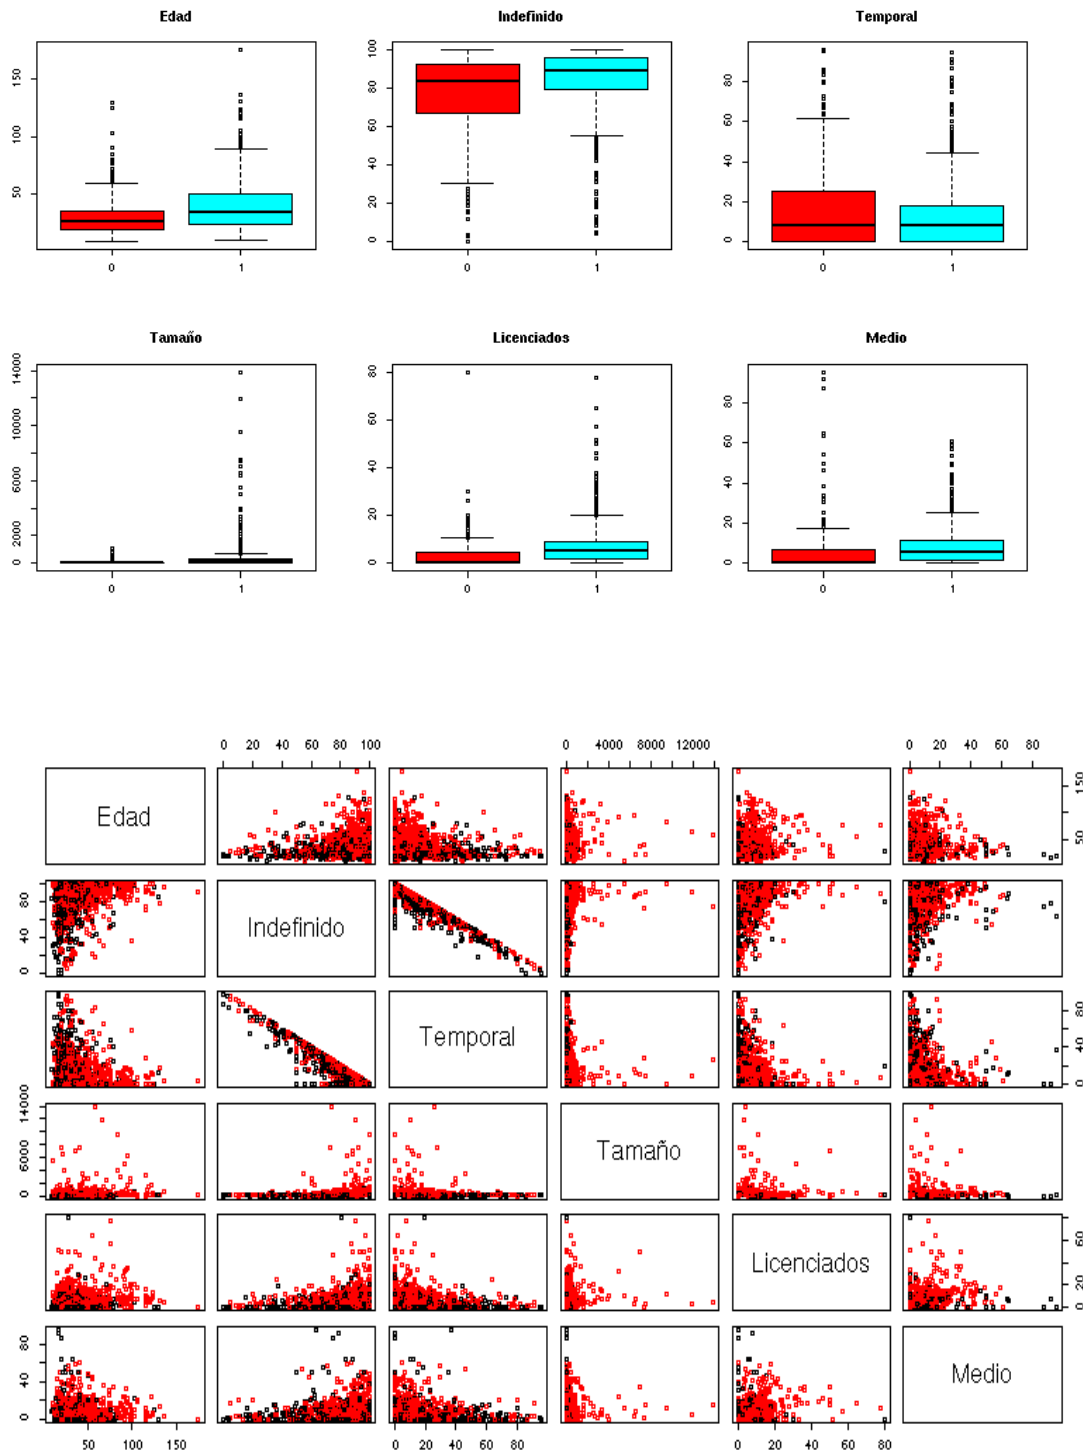 Edad Indefinido Temporal
150
100
50
0 1
100
80
60
40
20
0
0 1
80
60
40
20
0
0 1
Tamaño Licenciados Medio
14000
10000
6000
2000
0
0 1
80
60
40
20
0
0 1
80
60
40
20
0
0 1
0 20 40 60 80 100
0 4000 8000 12000
0 20 40 60 80
Edad
50 150
80
40
0
Indefinido
Temporal
0 40 80
14000
6000
0
Tamaño
Licenciados
0 20 60
80
40
0
Medio
50 100 150
0 20 40 60 80
0 20 40 60 80